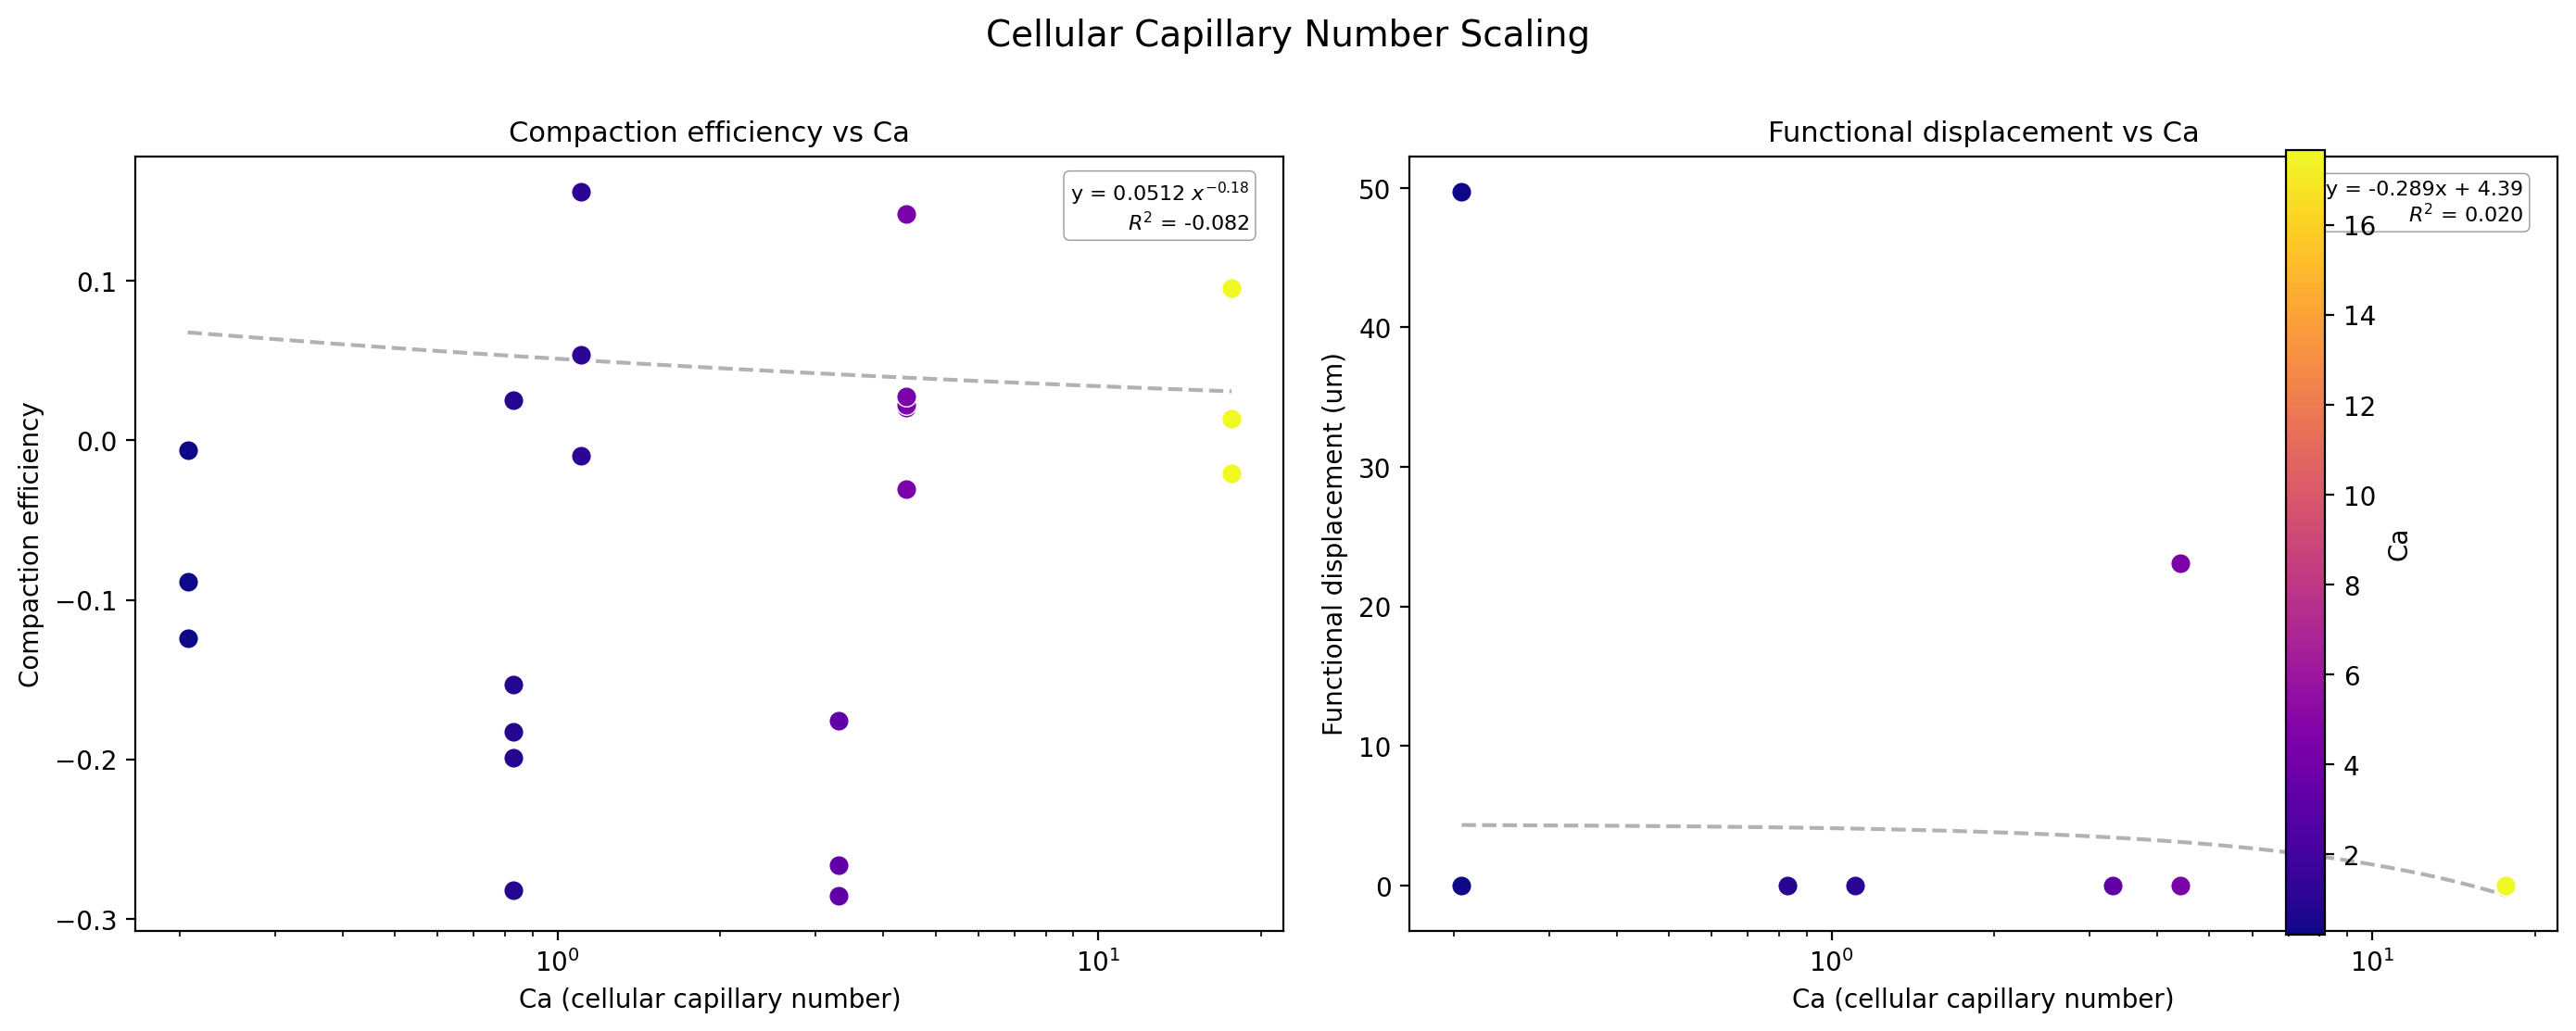 Cellular Capillary Number Scaling
Compaction efficiency vs Ca
y = 0.0512 x^{-0.18}
R^2 = -0.082
0.1
0.0
−0.1
−0.2
−0.3
Compaction efficiency
10^0
10^1
Ca (cellular capillary number)
Functional displacement vs Ca
y = -0.289x + 4.39
R^2 = 0.020
50
40
30
20
10
0
Functional displacement (um)
10^0
10^1
Ca (cellular capillary number)
16
14
12
10
8
6
4
2
Ca